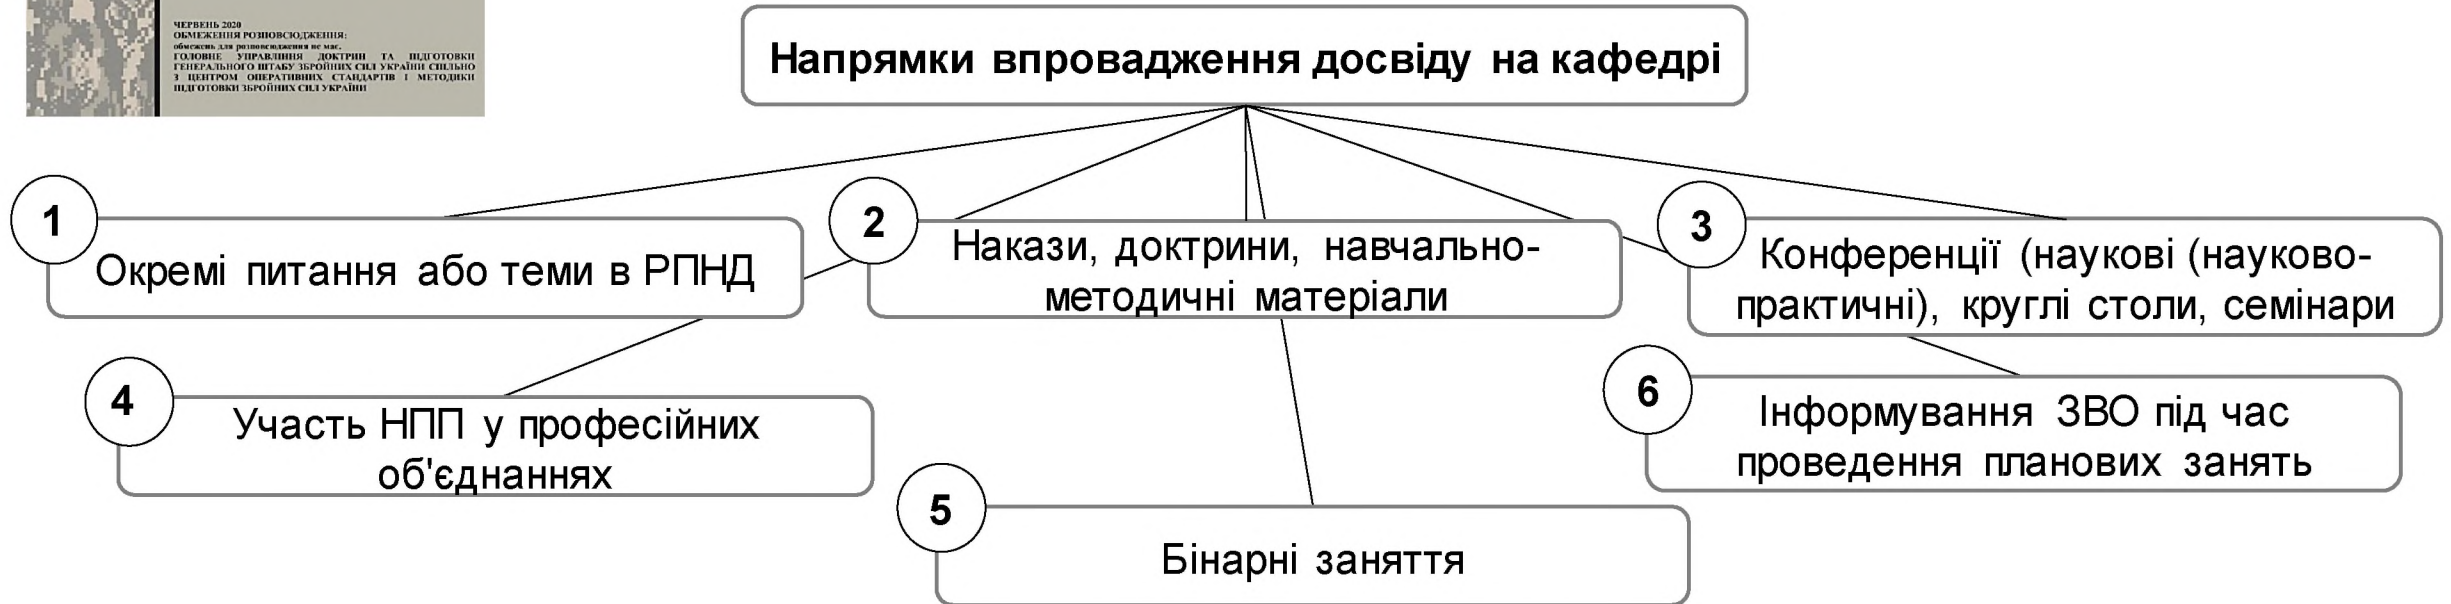 ЧЕРВЕНЬ 2020
ОБМЕЖЕННЯ РОЗПОВСЮДЖЕННЯ:
обмежень для розповсюдження не має.
ГОЛОВНЕ УПРАВЛІННЯ ДОКТРИН ТА ПІДГОТОВКИ
ГЕНЕРАЛЬНОГО ШТАБУ ЗБРОЙНИХ СИЛ УКРАЇНИ СПІЛЬНО
З ЦЕНТРОМ ОПЕРАТИВНИХ СТАНДАРТІВ І МЕТОДИКИ
ПІДГОТОВКИ ЗБРОЙНИХ СИЛ УКРАЇНИ
Напрямки впровадження досвіду на кафедрі
1
Окремі питання або теми в РПНД
2
Накази, доктрини, навчально-
методичні матеріали
3
Конференції (наукові (науково-
практичні), круглі столи, семінари
4
Участь НПП у професійних
об'єднаннях
5
Бінарні заняття
6
Інформування ЗВО під час
проведення планових занять